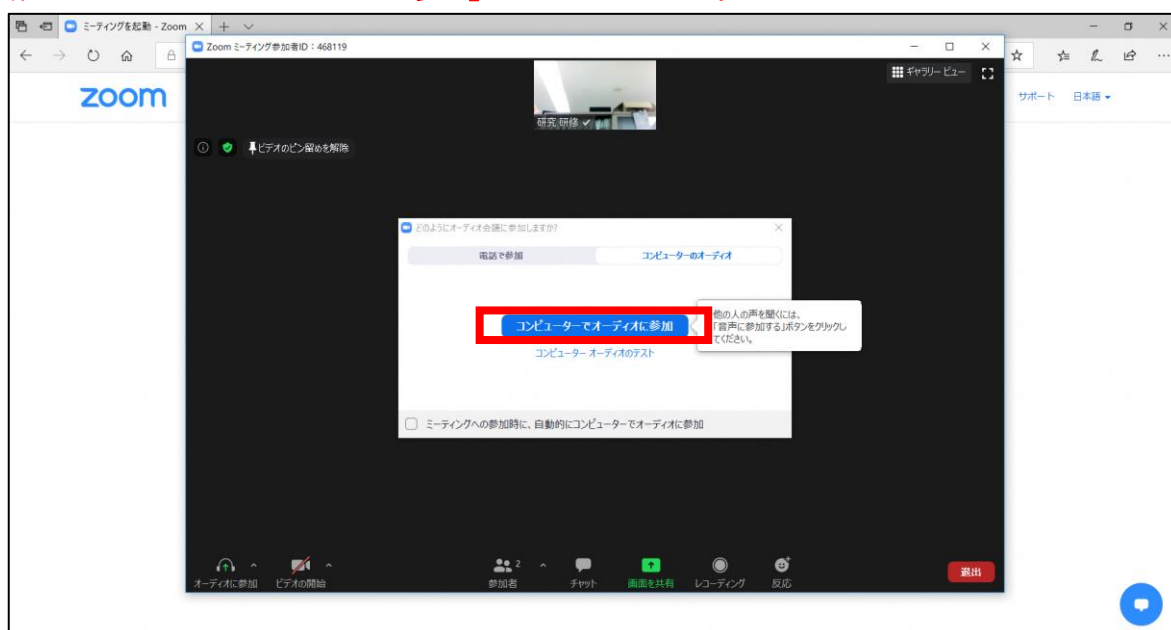 ミーティングを起動 - Zoom
Zoom ミーティング参加者ID：468119
zoom
ギャラリー ビュー
サポート 日本語
研究 研修
ビデオのピン留めを解除
どのようにオーディオ会議に参加しますか?
電話で参加 コンピューターのオーディオ
コンピューターでオーディオに参加
他の人の声を聞くには、
「音声に参加する」ボタンをクリックし
てください。
コンピューター オーディオのテスト
ミーティングへの参加時に、自動的にコンピューターでオーディオに参加
2
オーディオに参加 ビデオの開始 参加者 チャット 画面を共有 レコーディング 反応 退出